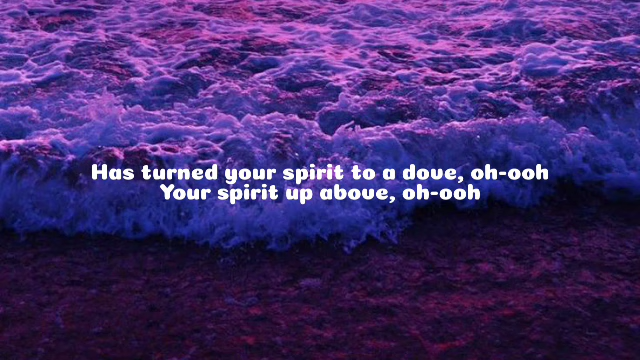 Has turned your spirit to a dove, oh-ooh
Your spirit up above, oh-ooh